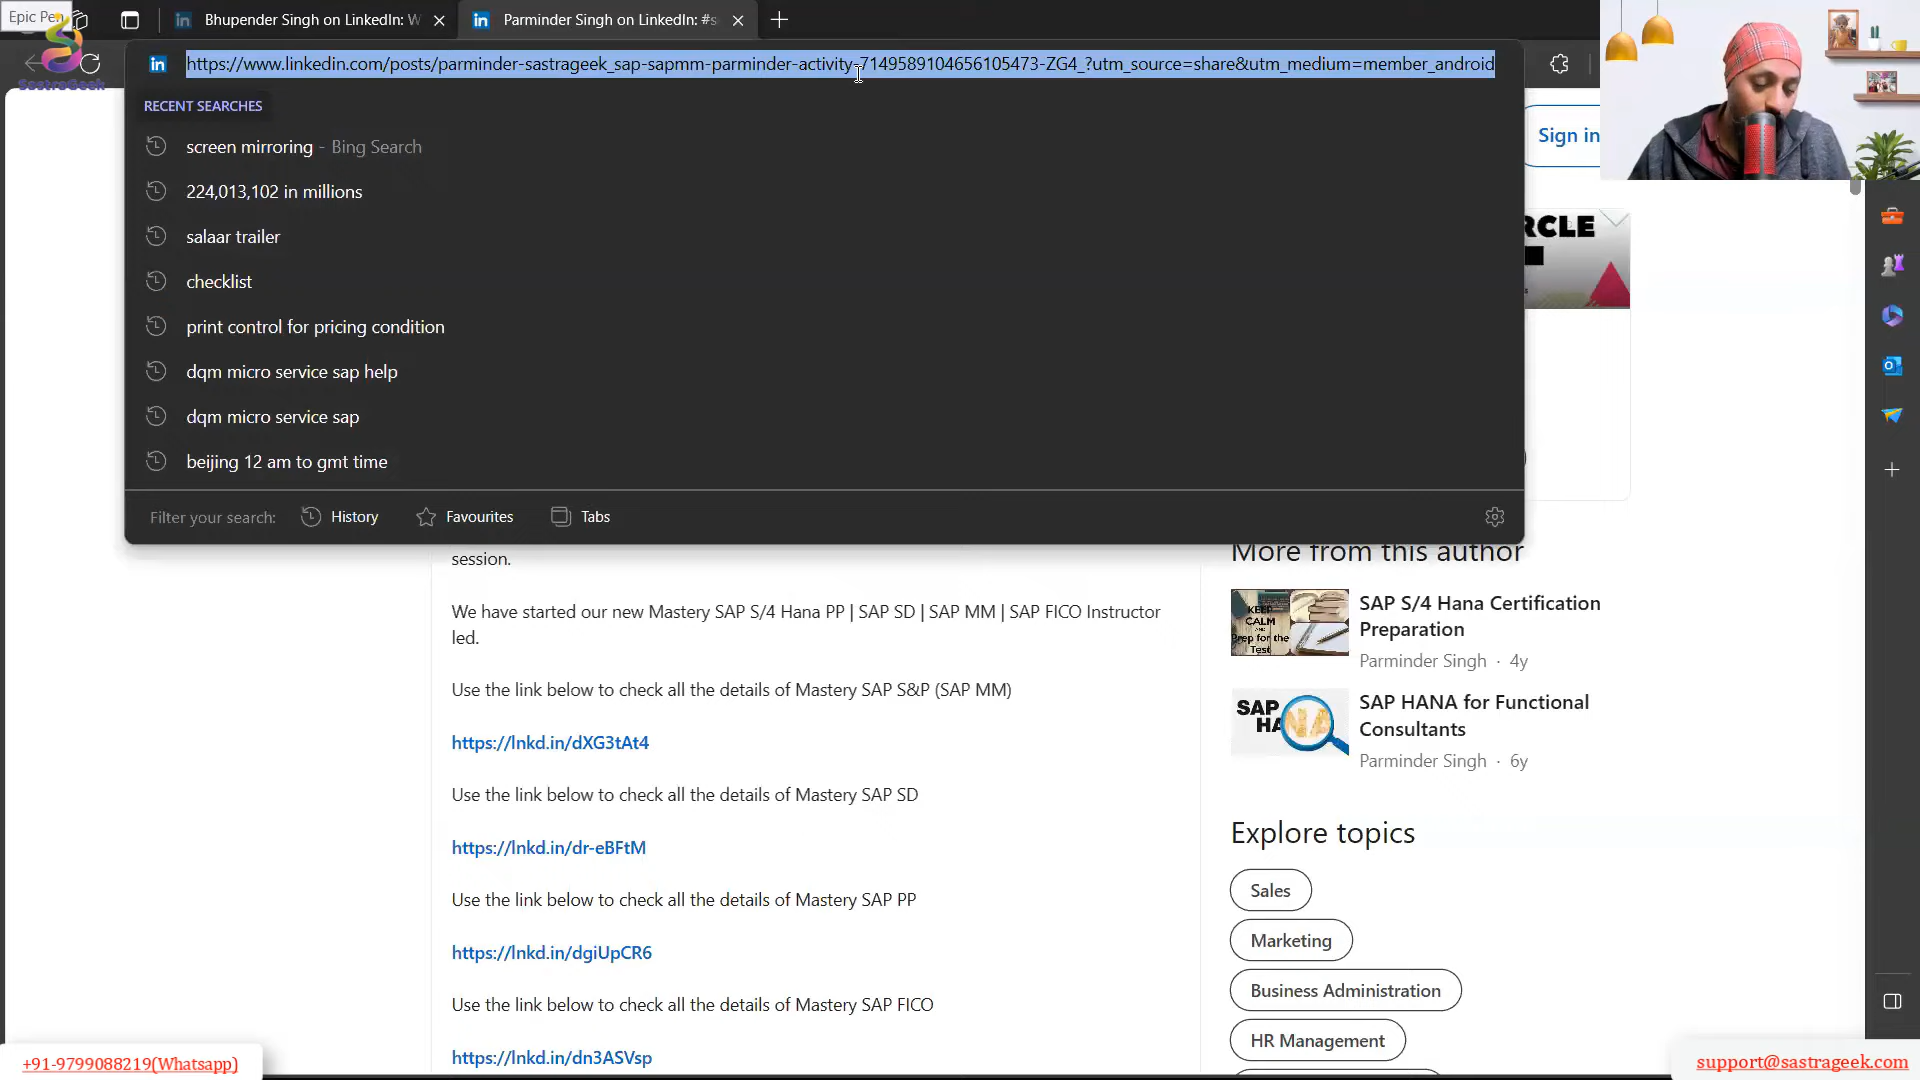 Epic Pen
Bhupender Singh on LinkedIn: W
Parminder Singh on LinkedIn: #s
SastraGeek
https://www.linkedin.com/posts/parminder-sastrageek_sap-sapmm-parminder-activity-7149589104656105473-ZG4_?utm_source=share&utm_medium=member_android
RECENT SEARCHES
screen mirroring - Bing Search
224,013,102 in millions
salaar trailer
checklist
print control for pricing condition
dqm micro service sap help
dqm micro service sap
beijing 12 am to gmt time
Filter your search:
History
Favourites
Tabs
Sign in
RCLE
session.
We have started our new Mastery SAP S/4 Hana PP | SAP SD | SAP MM | SAP FICO Instructor
led.
Use the link below to check all the details of Mastery SAP S&P (SAP MM)
https://lnkd.in/dXG3tAt4
Use the link below to check all the details of Mastery SAP SD
https://lnkd.in/dr-eBFtM
Use the link below to check all the details of Mastery SAP PP
https://lnkd.in/dgiUpCR6
Use the link below to check all the details of Mastery SAP FICO
https://lnkd.in/dn3ASVsp
More from this author
KEEP
CALM
AND
Prep for the
Test
SAP S/4 Hana Certification
Preparation
Parminder Singh · 4y
SAP
HANA
SAP HANA for Functional
Consultants
Parminder Singh · 6y
Explore topics
Sales
Marketing
Business Administration
HR Management
+91-9799088219(Whatsapp)
support@sastrageek.com